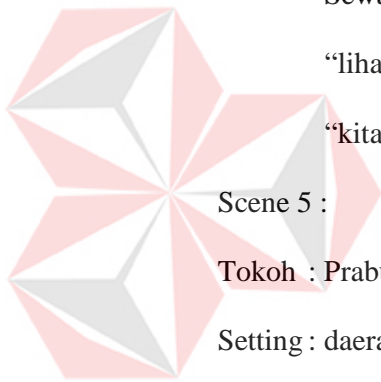 “liha
“kita
Scene 5 :
Tokoh : Prabu
Setting : daera